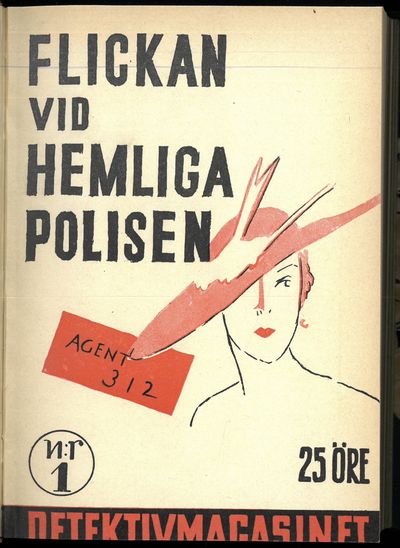 FLICKAN
VID
HEMLIGA
POLISEN
AGENT
312
n:r
1
25 ÖRE
DETEKTIVMAGASINET